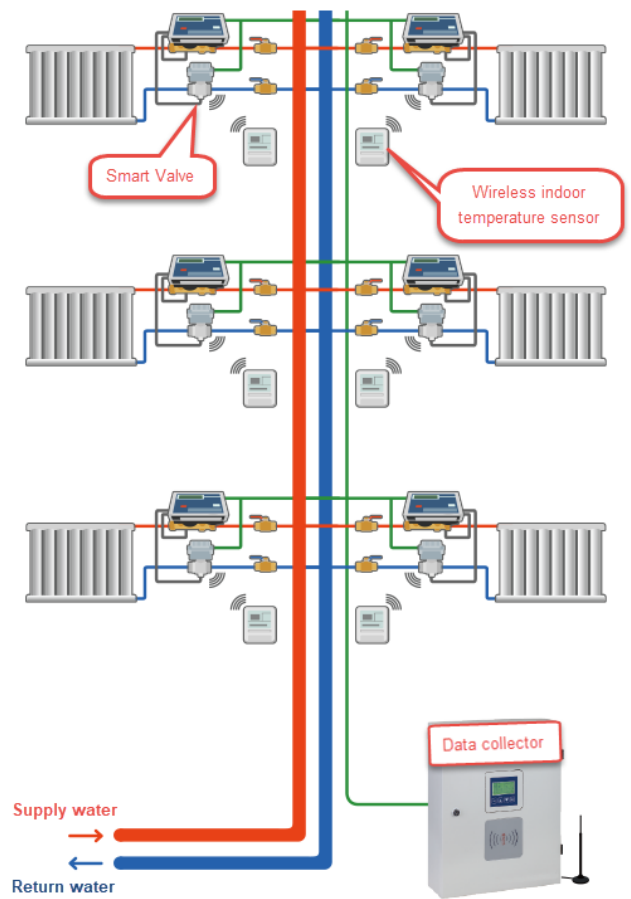 Smart Valve
Wireless indoor
temperature sensor
Data collector
Supply water
Return water